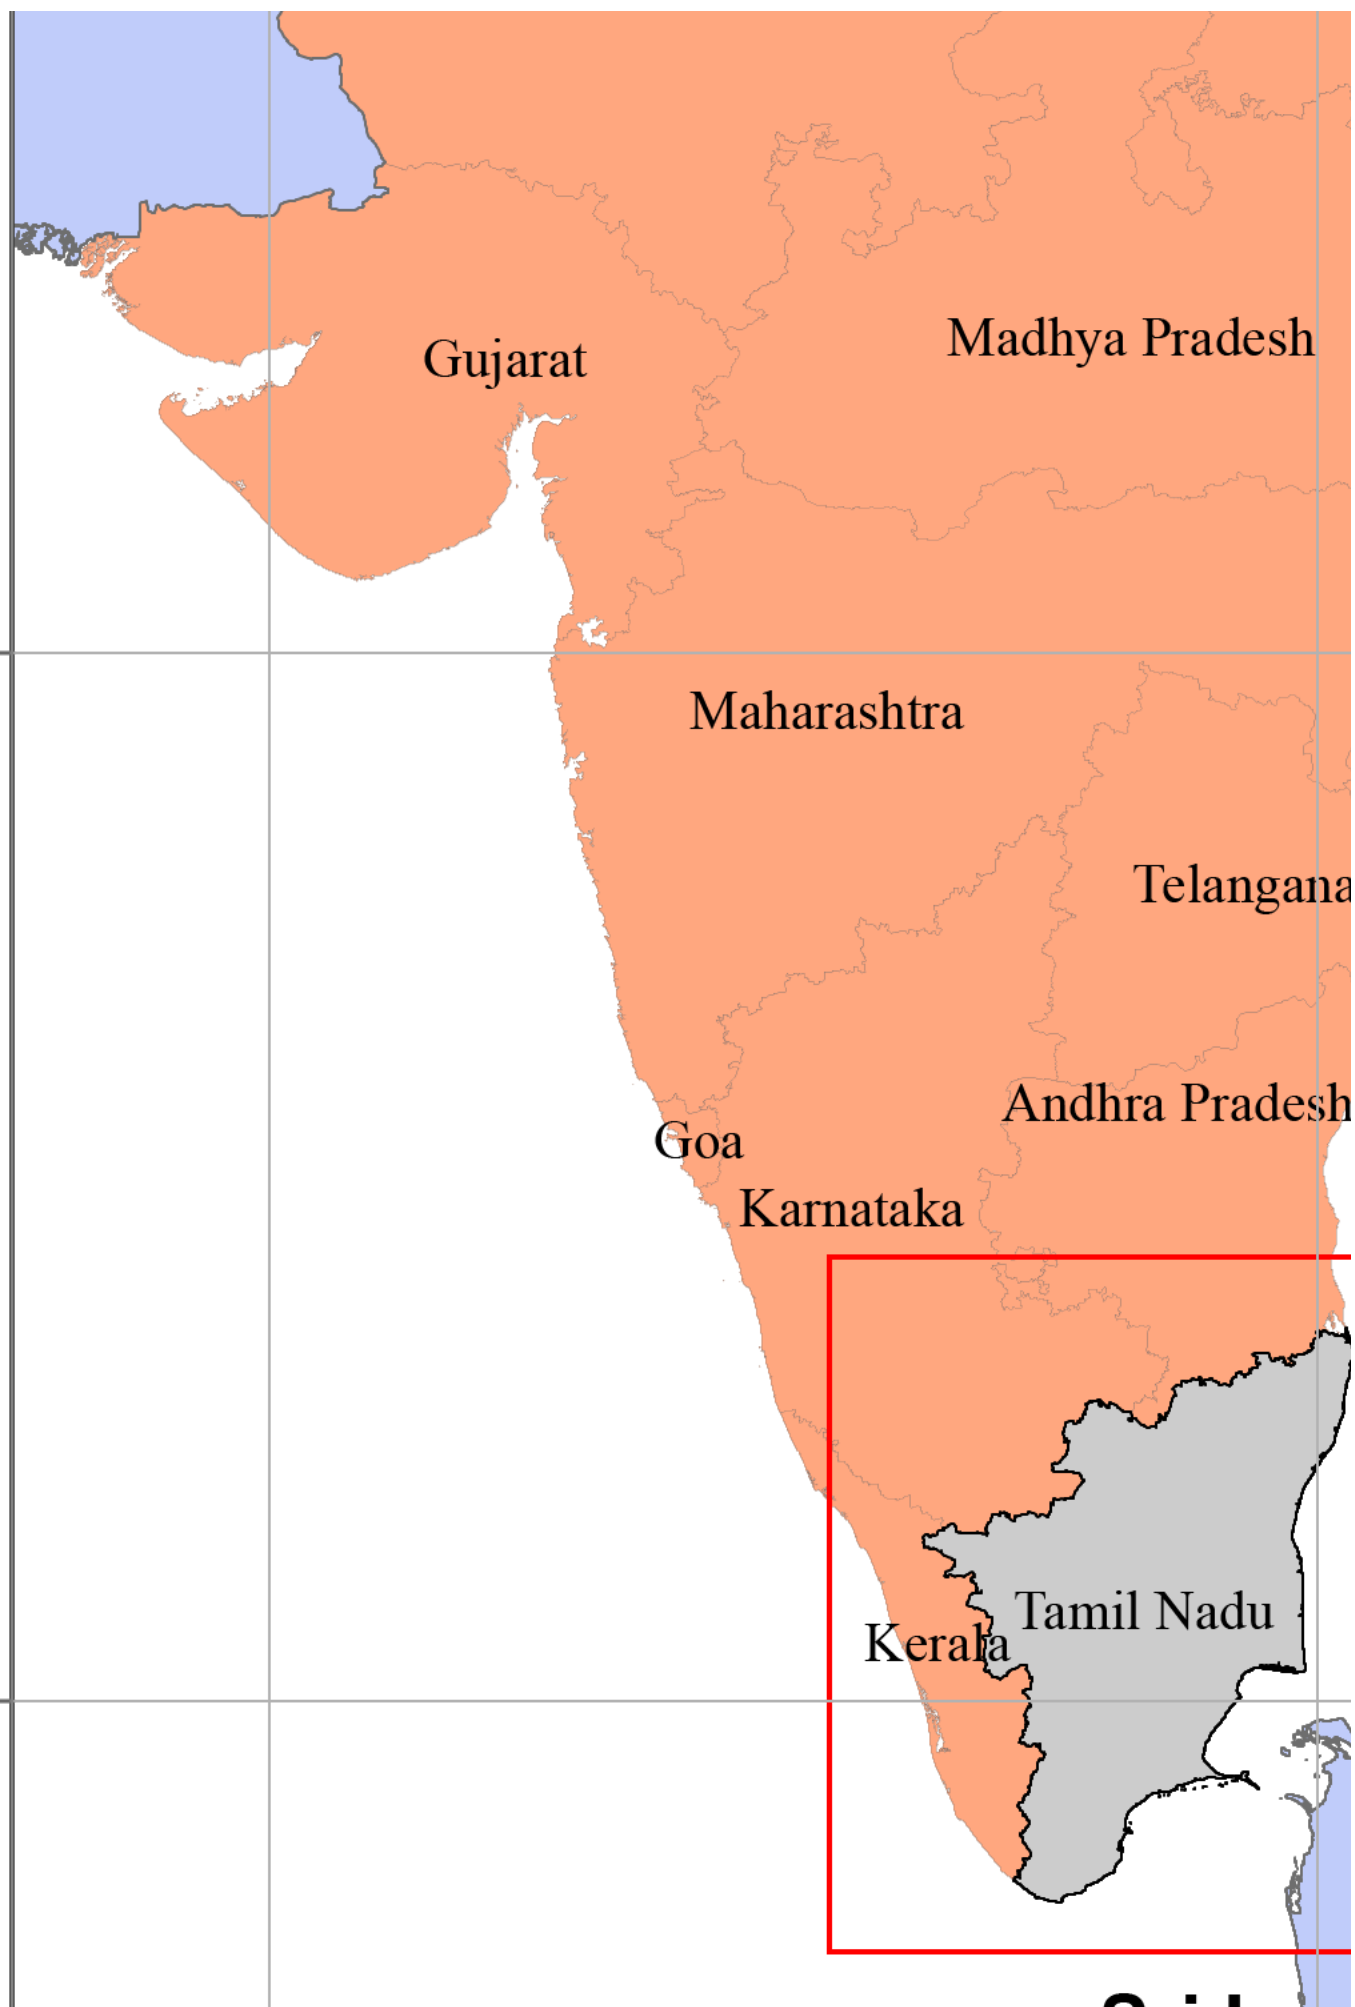 Madhya Pradesh
Gujarat
Maharashtra
Telangana
Andhra Pradesh
Goa
Karnataka
Tamil Nadu
Kerala